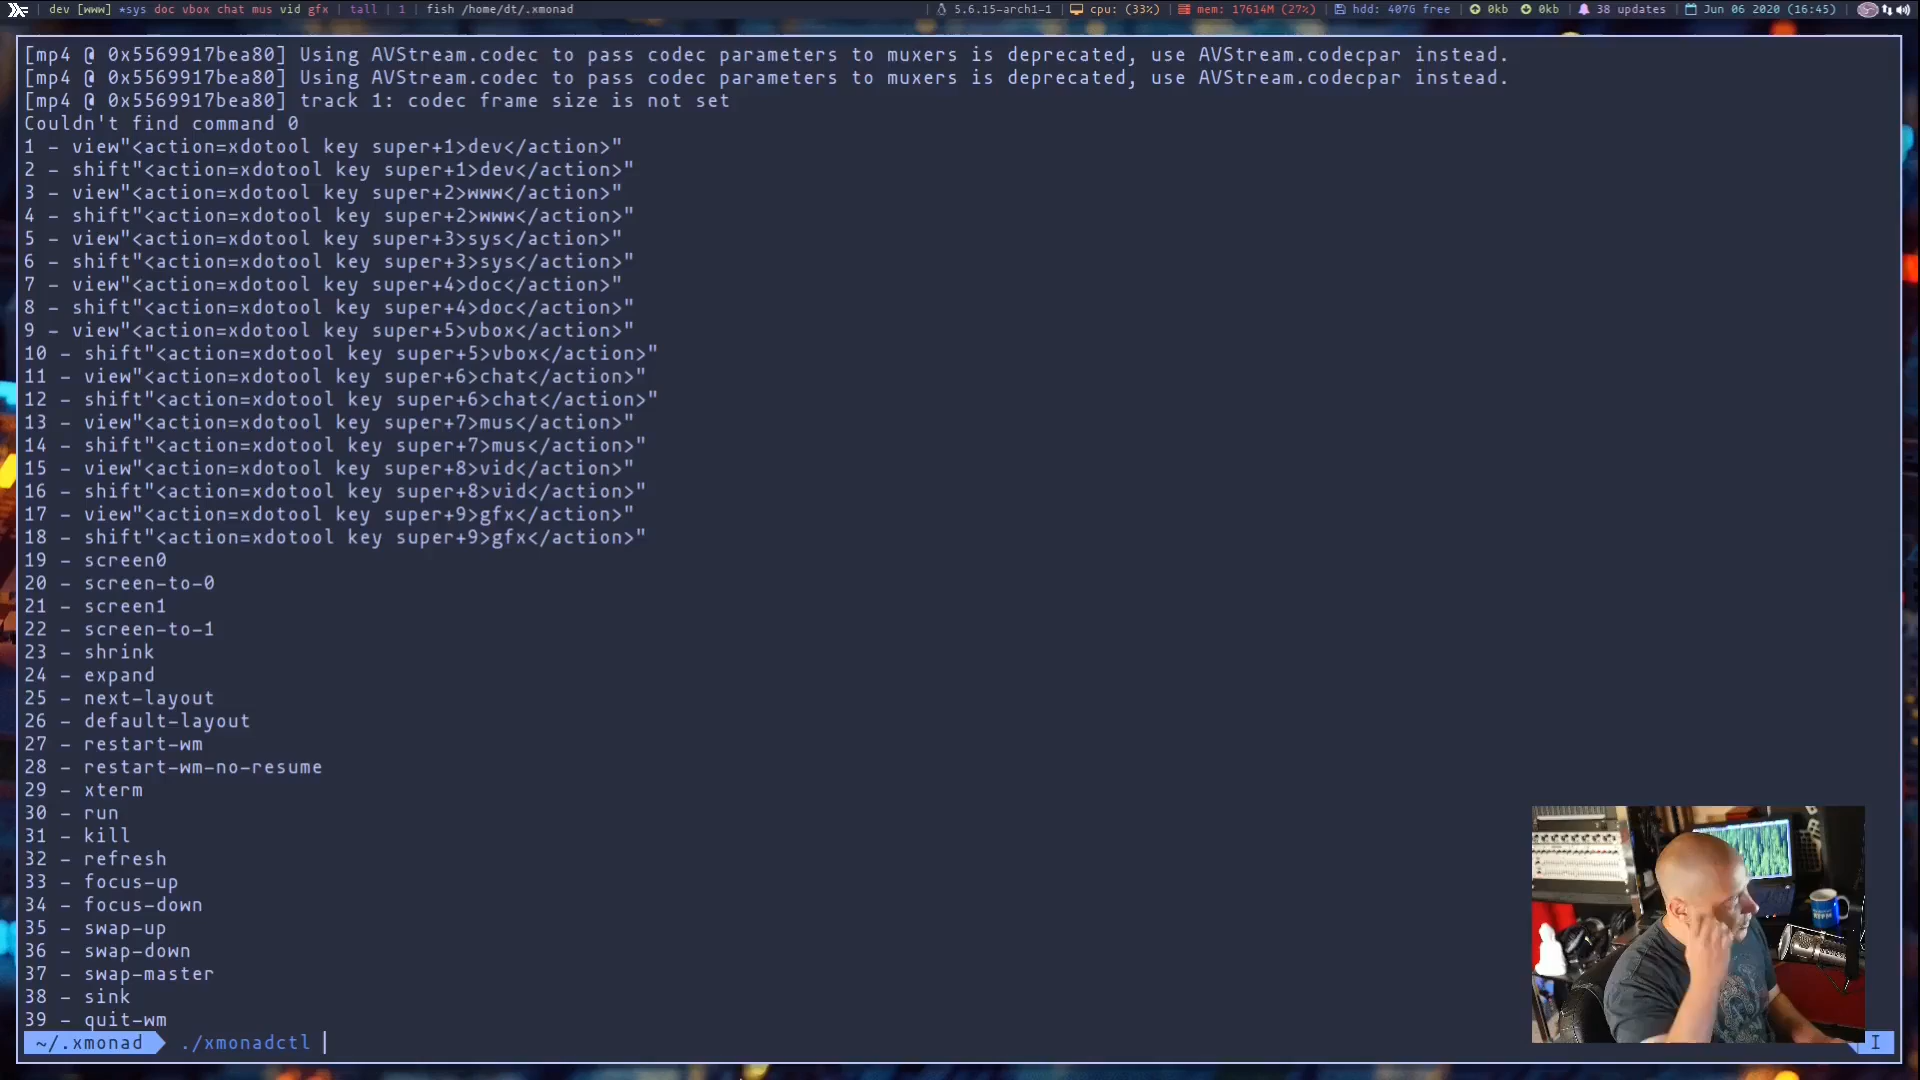 dev [www] *sys doc vbox chat mus vid gfx | tall | 1 | fish /home/dt/.xmonad | 5.6.15-arch1-1 | cpu: (33%) | mem: 17614M (27%) | hdd: 407G free | 0kb 0kb | 38 updates | Jun 06 2020 (16:45) |
[mp4 @ 0x5569917bea80] Using AVStream.codec to pass codec parameters to muxers is deprecated, use AVStream.codecpar instead.
[mp4 @ 0x5569917bea80] Using AVStream.codec to pass codec parameters to muxers is deprecated, use AVStream.codecpar instead.
[mp4 @ 0x5569917bea80] track 1: codec frame size is not set
Couldn't find command 0
1 - view"<action=xdotool key super+1>dev</action>"
2 - shift"<action=xdotool key super+1>dev</action>"
3 - view"<action=xdotool key super+2>www</action>"
4 - shift"<action=xdotool key super+2>www</action>"
5 - view"<action=xdotool key super+3>sys</action>"
6 - shift"<action=xdotool key super+3>sys</action>"
7 - view"<action=xdotool key super+4>doc</action>"
8 - shift"<action=xdotool key super+4>doc</action>"
9 - view"<action=xdotool key super+5>vbox</action>"
10 - shift"<action=xdotool key super+5>vbox</action>"
11 - view"<action=xdotool key super+6>chat</action>"
12 - shift"<action=xdotool key super+6>chat</action>"
13 - view"<action=xdotool key super+7>mus</action>"
14 - shift"<action=xdotool key super+7>mus</action>"
15 - view"<action=xdotool key super+8>vid</action>"
16 - shift"<action=xdotool key super+8>vid</action>"
17 - view"<action=xdotool key super+9>gfx</action>"
18 - shift"<action=xdotool key super+9>gfx</action>"
19 - screen0
20 - screen-to-0
21 - screen1
22 - screen-to-1
23 - shrink
24 - expand
25 - next-layout
26 - default-layout
27 - restart-wm
28 - restart-wm-no-resume
29 - xterm
30 - run
31 - kill
32 - refresh
33 - focus-up
34 - focus-down
35 - swap-up
36 - swap-down
37 - swap-master
38 - sink
39 - quit-wm
~/.xmonad ./xmonadctl I